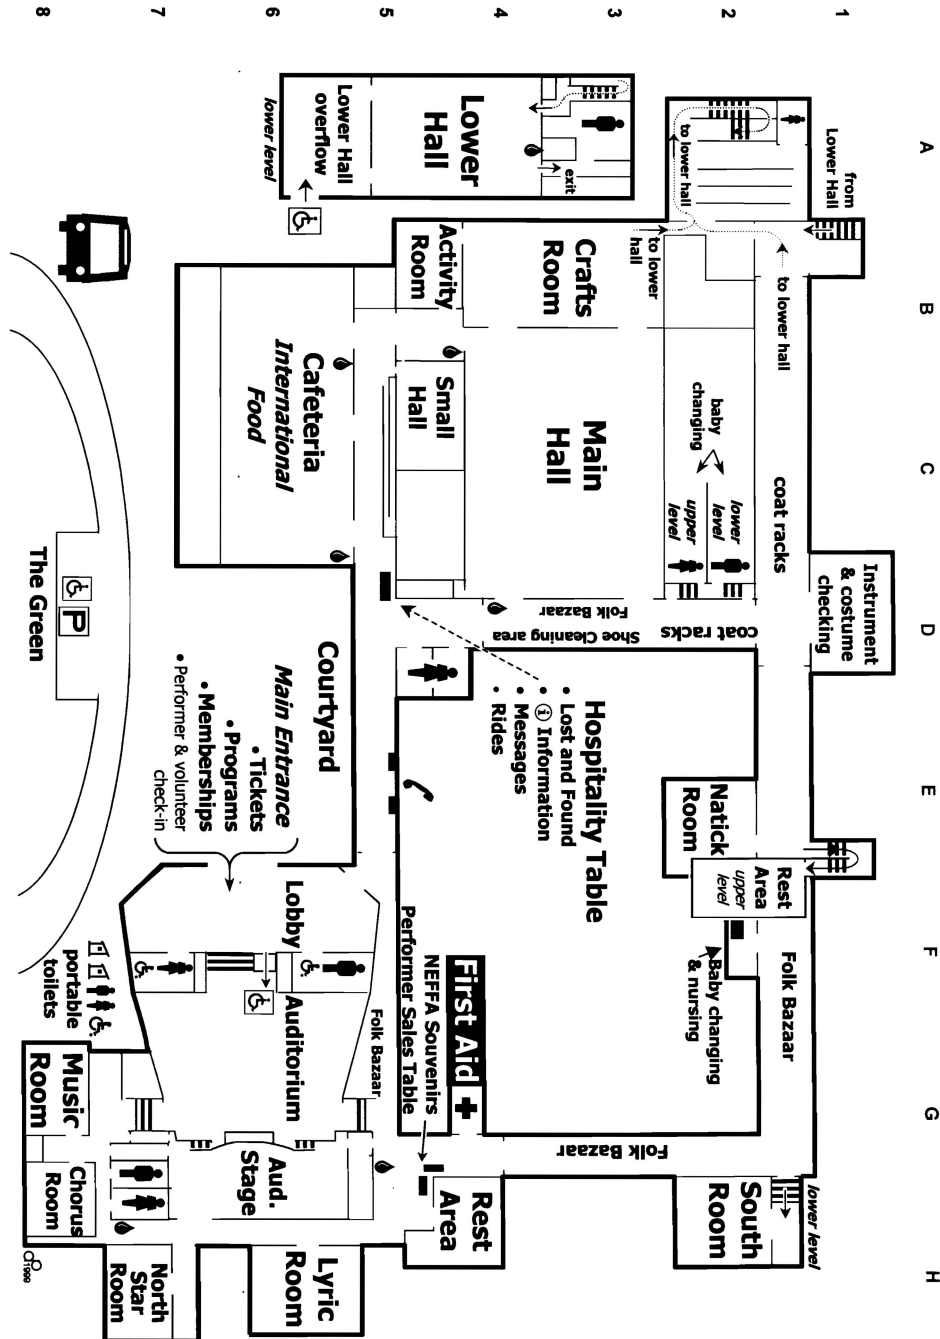 7
6
5
4
3
2
1
A
B
C
D
E
F
G
H
Lower Hall
overflow
lower level
Lower
Hall
exit
to lower hall
from
Lower Hall
to lower
hall
to lower hall
Activity
Room
Crafts
Room
Cafeteria
International
Food
Small
Hall
Main
Hall
baby
changing
lower
level
upper
level
coat racks
Instrument
& costume
checking
Folk Bazaar
Shoe Cleaning area
coat racks
The Green
P
Courtyard
Main Entrance
• Tickets
• Programs
• Memberships
• Performer & volunteer
check-in
Hospitality Table
• Lost and Found
• i Information
• Messages
• Rides
Natick
Room
Rest
Area
upper
level
Lobby
Folk Bazaar
Baby changing
& nursing
portable
toilets
Auditorium
Folk Bazaar
Performer Sales Table
NEFFA Souvenirs
First Aid
Music
Room
Chorus
Room
Aud.
Stage
Folk Bazaar
Rest
Area
South
Room
lower level
North
Star
Room
Lyric
Room
1999